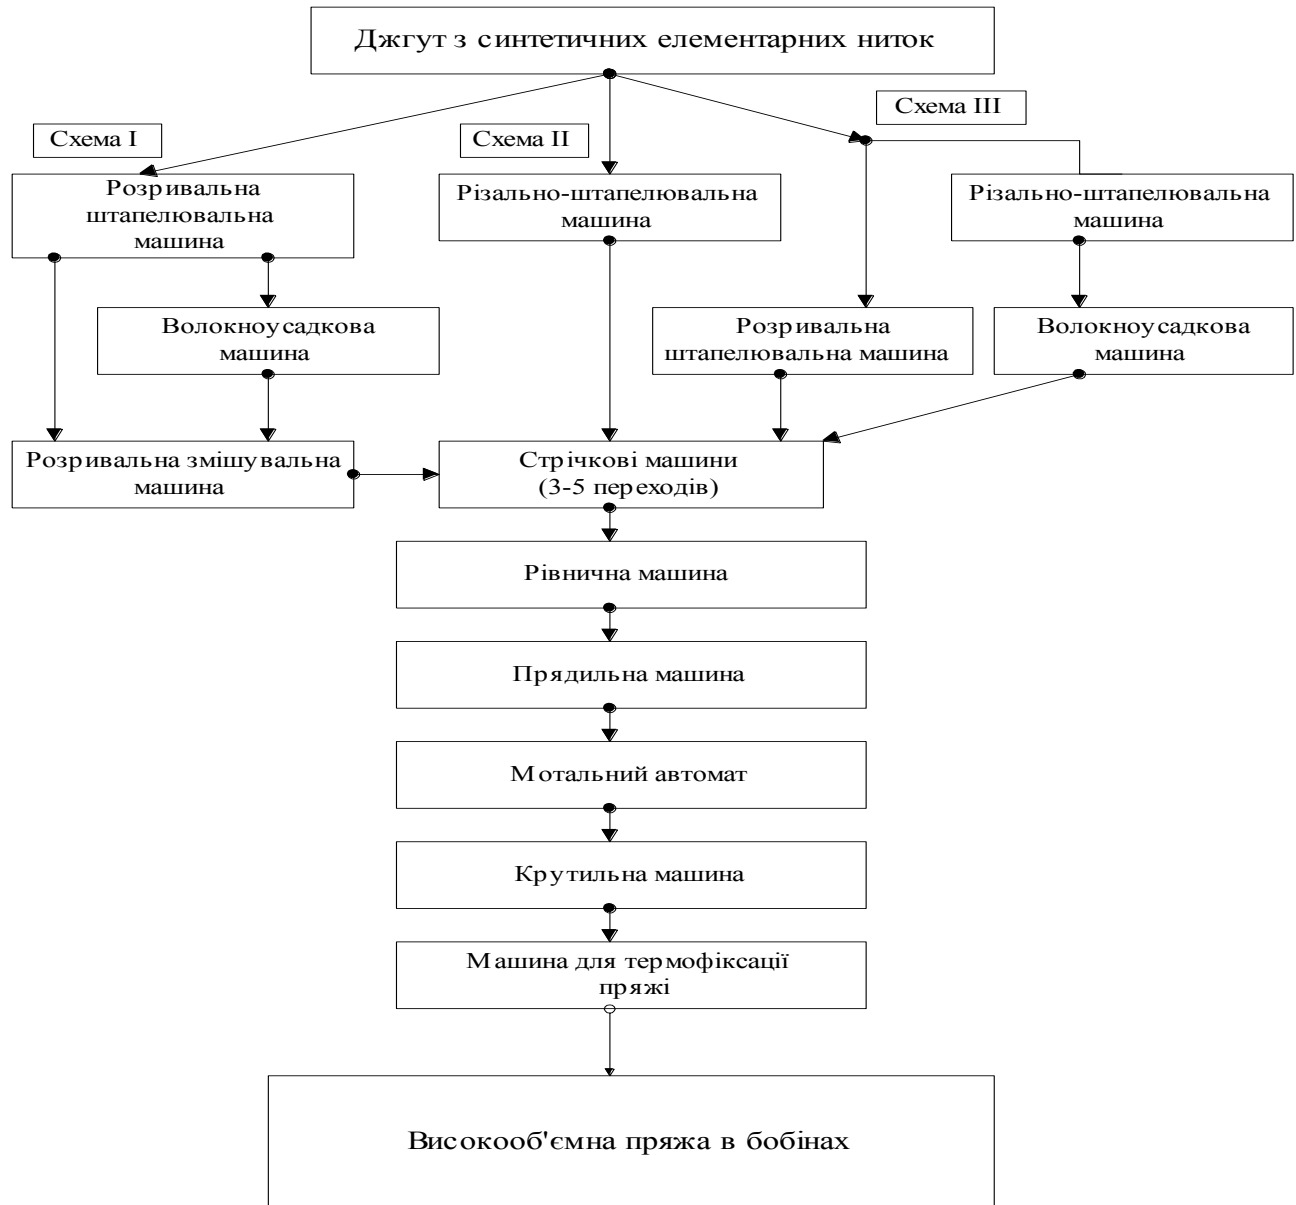 Джгут з синтетичних елементарних ниток
Схема I
Схема II
Схема III
Розривальна
штапелювальна
машина
Різально-штапелювальна
машина
Різально-штапелювальна
машина
Волокноусадкова
машина
Розривальна
штапелювальна машина
Волокноусадкова
машина
Розривальна змішувальна
машина
Стрічкові машини
(3-5 переходів)
Рівнична машина
Прядильна машина
Мотальний автомат
Крутильна машина
Машина для термофіксації
пряжі
Високооб'ємна пряжа в бобінах